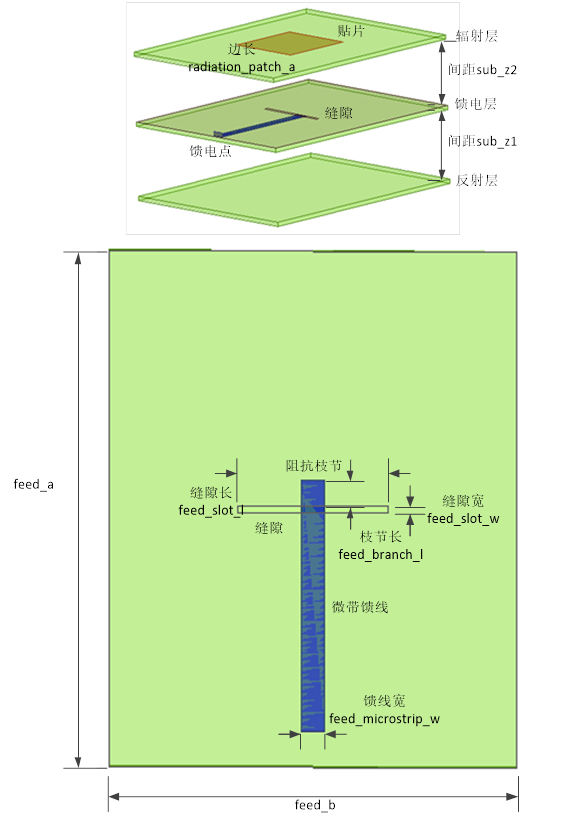 贴片
辐射层
边长
radiation_patch_a
间距sub_z2
馈电层
缝隙
间距sub_z1
馈电点
反射层
阻抗枝节
feed_a
缝隙长
feed_slot_l
缝隙宽
feed_slot_w
缝隙
枝节长
feed_branch_l
微带馈线
馈线宽
feed_microstrip_w
feed_b